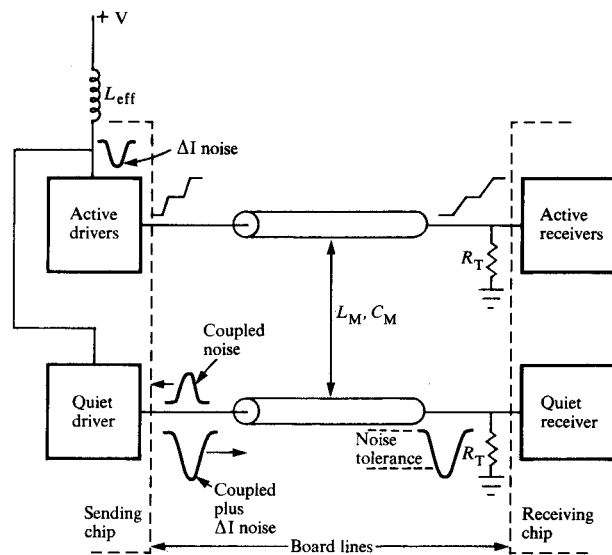 + V
L_eff
ΔI noise
Active
drivers
Active
receivers
R_T
L_M, C_M
Coupled
noise
Quiet
driver
Quiet
receiver
Noise
tolerance
R_T
Coupled
plus
ΔI noise
Sending
chip
Receiving
chip
Board lines